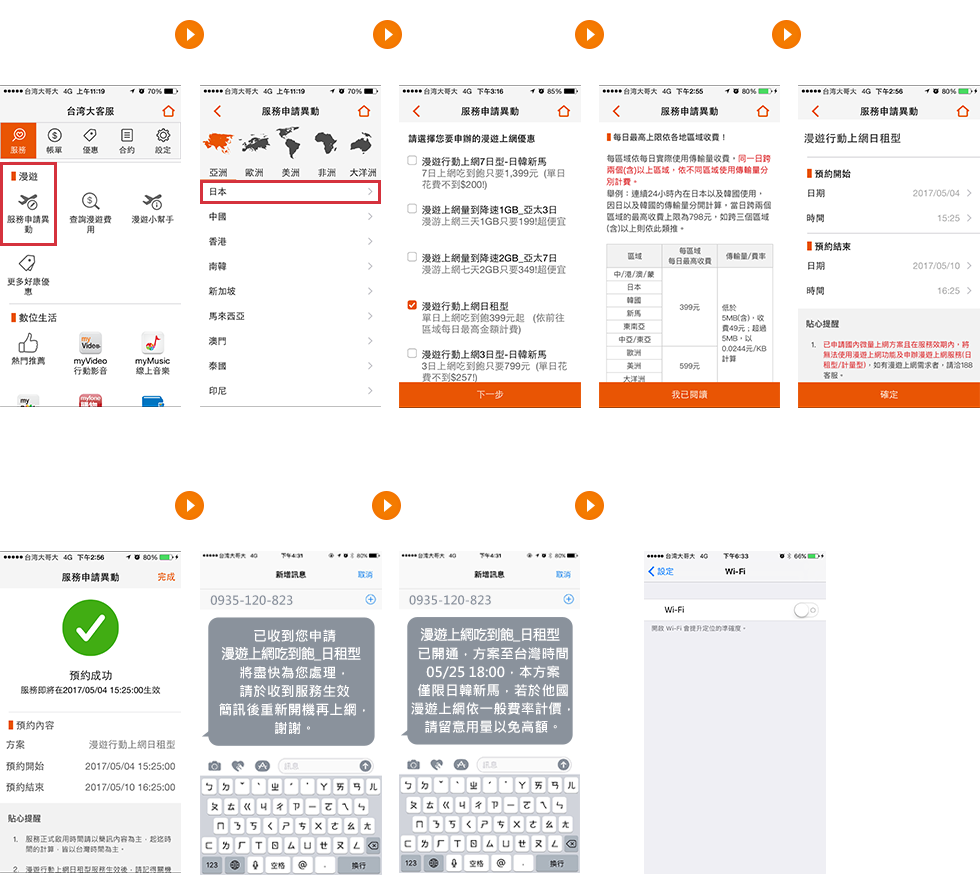 ●●●●● 台湾大哥大 4G 上午11:19 70%
台湾大客服
服務 帳單 優惠 合約 設定
漫遊
服務申請異動
查詢漫遊費用
漫遊小幫手
更多好康優惠
數位生活
熱門推薦
myVideo
行動影音
myMusic
線上音樂
●●●●● 台湾大哥大 4G 上午11:19 70%
服務申請異動
亞洲 歐洲 美洲 非洲 大洋洲
日本
中國
香港
南韓
新加坡
馬來西亞
澳門
泰國
印尼
●●●●● 台湾大哥大 4G 下午3:16 85%
服務申請異動
請選擇您要申辦的漫遊上網優惠
漫遊行動上網7日型-日韓新馬
7日上網吃到飽只要1,399元 (單日
花費不到$200!)
漫遊上網量到降速1GB_亞太3日
漫游上網三天1GB只要199!超便宜
漫遊上網量到降速2GB_亞太7日
漫游上網七天2GB只要349!超便宜
漫遊行動上網日租型
單日上網吃到飽399元起 (依前往
區域每日最高金額計費)
漫遊行動上網3日型-日韓新馬
3日上網吃到飽只要799元 (單日花
費不到$257!)
下一步
●●●●● 台湾大哥大 4G 下午2:55 80%
服務申請異動
每日最高上限依各地區域收費！
每區域依每日實際使用傳輸量收費，同一日跨
兩個(含)以上區域，依不同區域使用傳輸量分
別計費。
舉例：連續24小時內在日本以及韓國使用，
因日以及韓國的傳輸量分開計算，當日跨兩個
區域的最高收費上限為798元，如跨三個區域
(含)以上則依此類推。
區域 每區域每日最高收費 傳輸量/費率
中/港/澳/蒙
日本
韓國
新馬
東南亞
中亞/東亞
399元
歐洲
美洲
大洋洲
599元
低於
5MB(含)，收
費49元；超過
5MB，以
0.0244元/KB
計算
我已閱讀
●●●●● 台湾大哥大 4G 下午2:56 80%
服務申請異動
漫遊行動上網日租型
預約開始
日期 2017/05/04
時間 15:25
預約結束
日期 2017/05/10
時間 16:25
貼心提醒
1. 已申請國內微量上網方案且在服務效期內，將
無法使用漫遊上網功能及申辦漫遊上網服務(日
租型/計量型)，如有漫遊上網需求者，請洽188
客服。
確定
●●●●● 台湾大哥大 4G 下午2:56 80%
服務申請異動 完成
預約成功
服務即將在2017/05/04 15:25:00生效
預約內容
方案 漫遊行動上網日租型
預約開始 2017/05/04 15:25:00
預約結束 2017/05/10 16:25:00
貼心提醒
1. 服務正式啟用時間請以簡訊內容為主，起迄時
間的計算，皆以台灣時間為主。
2. 漫遊行動上網日租型服務生效後，請記得關機
●●●●● 台湾大哥大 4G 下午4:31 80%
新增訊息 取消
0935-120-823
已收到您申請
漫遊上網吃到飽_日租型
將盡快為您處理，
請於收到服務生效
簡訊後重新開機再上網，
謝謝。
訊息
ㄅ ㄉ ˇ ˋ ㄓ ˊ ˙ ㄚ ㄞ ㄢ ㄦ
ㄆ ㄊ ㄍ ㄐ ㄔ ㄗ ㄧ ㄛ ㄟ ㄣ
ㄇ ㄋ ㄎ ㄑ ㄕ ㄘ ㄨ ㄜ ㄠ ㄤ
ㄈ ㄌ ㄏ ㄒ ㄖ ㄙ ㄩ ㄝ ㄡ ㄥ
123 空格 @ . 換行
●●●●● 台湾大哥大 4G 下午4:31 80%
新增訊息 取消
0935-120-823
漫遊上網吃到飽_日租型
已開通，方案至台灣時間
05/25 18:00，本方案
僅限日韓新馬，若於他國
漫遊上網依一般費率計價，
請留意用量以免高額。
訊息
ㄅ ㄉ ˇ ˋ ㄓ ˊ ˙ ㄚ ㄞ ㄢ ㄦ
ㄆ ㄊ ㄍ ㄐ ㄔ ㄗ ㄧ ㄛ ㄟ ㄣ
ㄇ ㄋ ㄎ ㄑ ㄕ ㄘ ㄨ ㄜ ㄠ ㄤ
ㄈ ㄌ ㄏ ㄒ ㄖ ㄙ ㄩ ㄝ ㄡ ㄥ
123 空格 @ . 換行
●●●●● 台湾大哥大 4G 下午6:33 66%
設定 Wi-Fi
Wi-Fi
開啟 Wi-Fi 會提升定位的準確度。